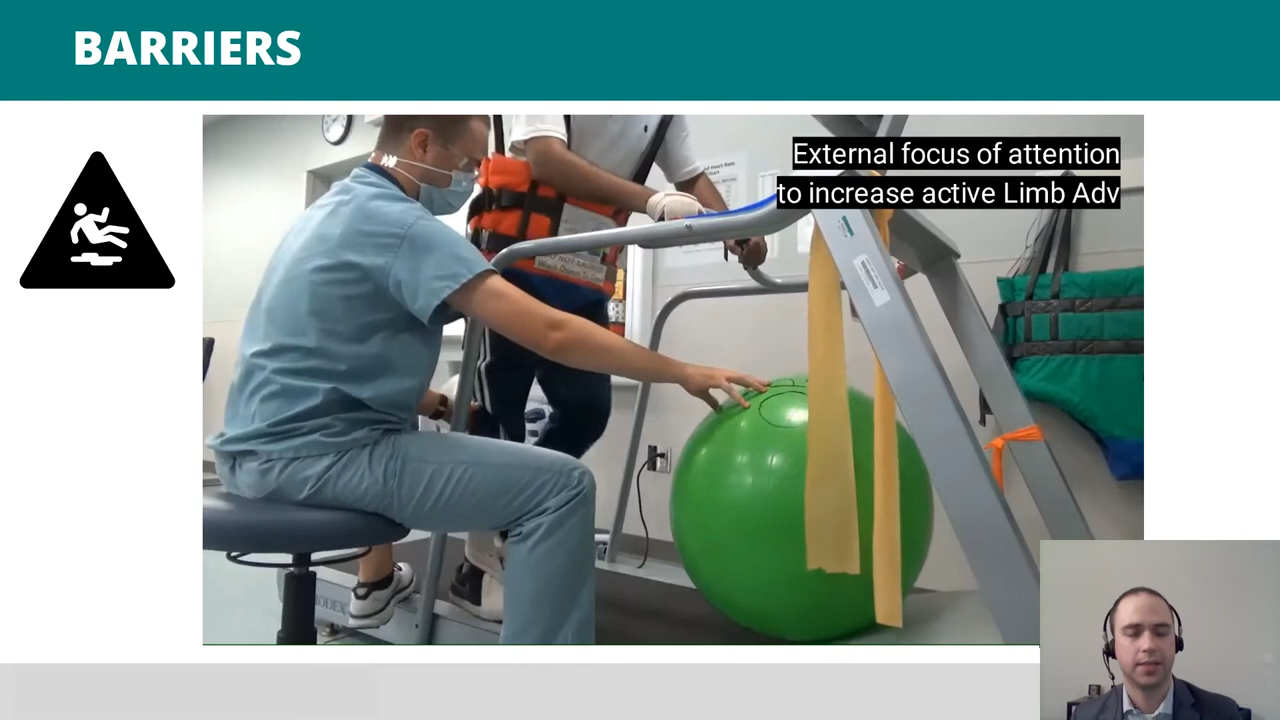 BARRIERS
External focus of attention
to increase active Limb Adv